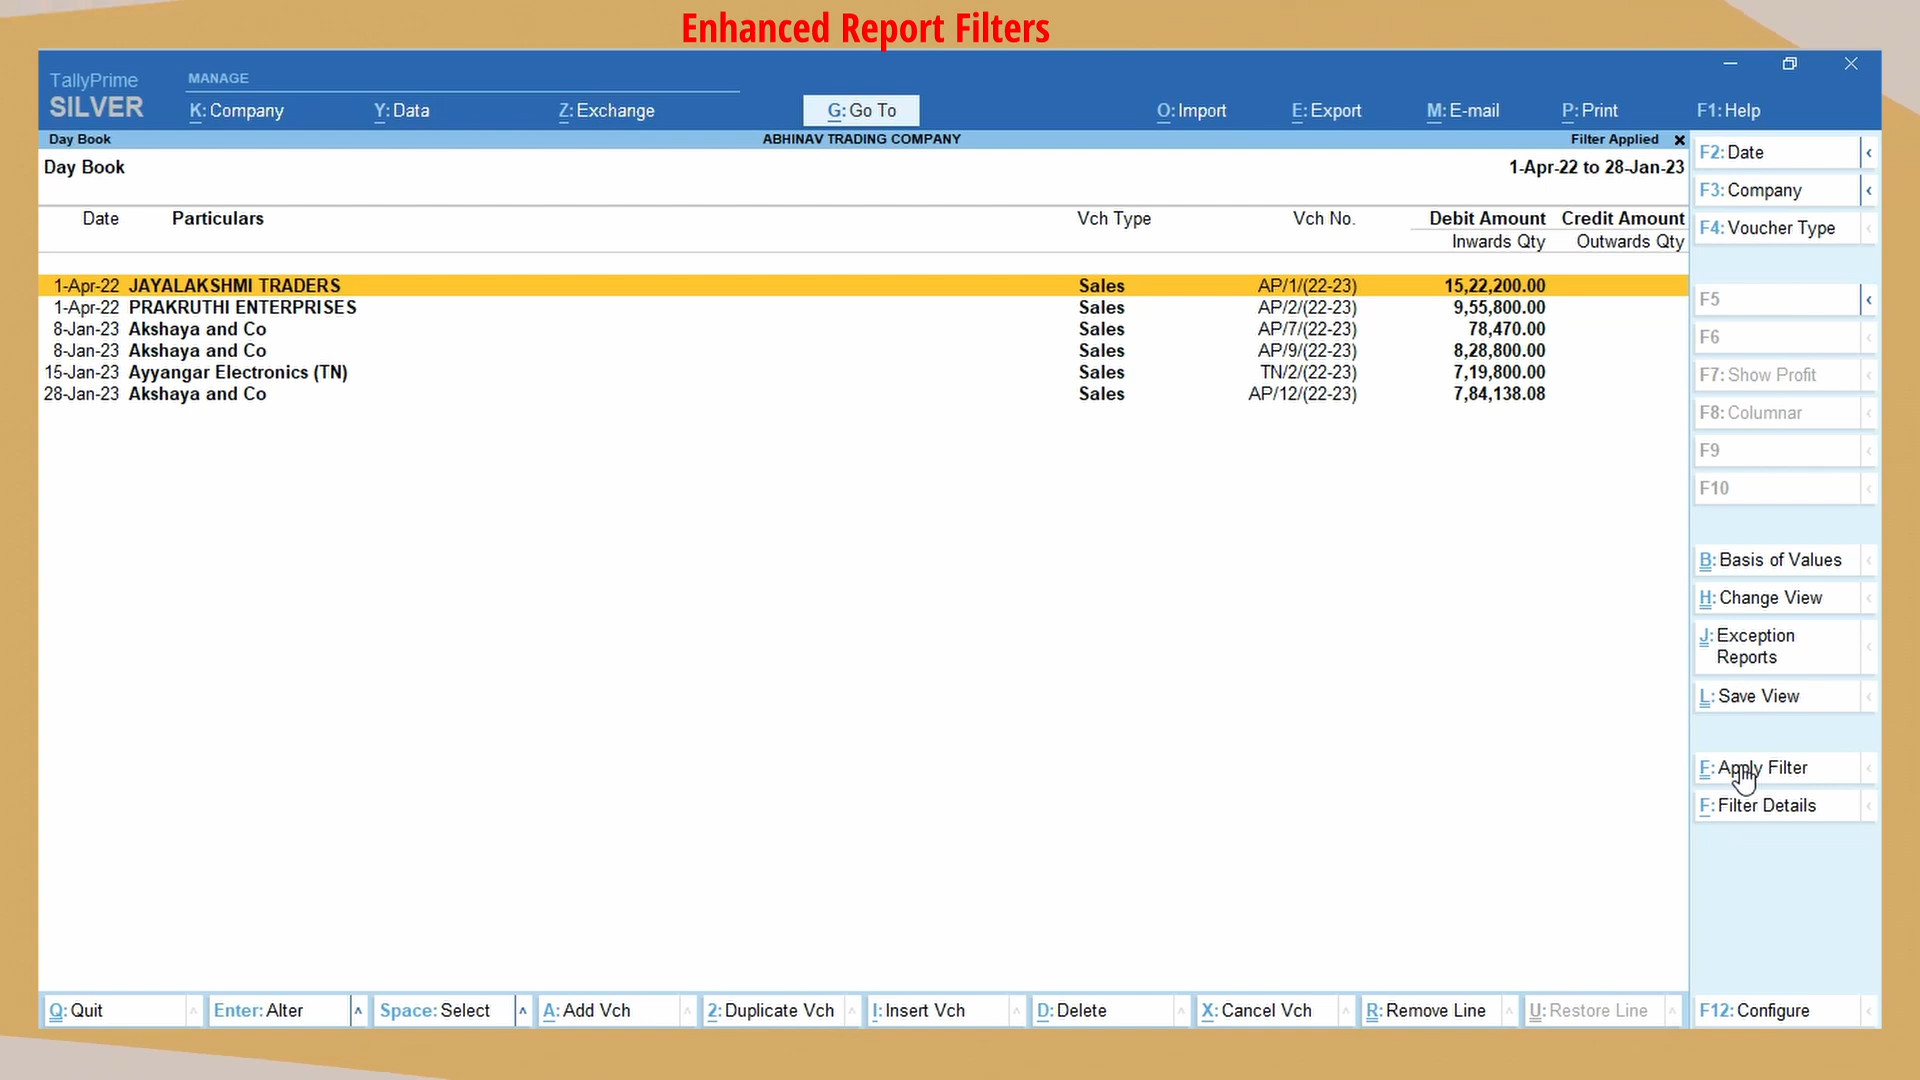 Enhanced Report Filters
TallyPrime
SILVER
MANAGE
K: Company Y: Data Z: Exchange G: Go To O: Import E: Export M: E-mail P: Print F1: Help
Day Book ABHINAV TRADING COMPANY Filter Applied
Day Book 1-Apr-22 to 28-Jan-23
Date Particulars Vch Type Vch No. Debit Amount Credit Amount
Inwards Qty Outwards Qty
1-Apr-22 JAYALAKSHMI TRADERS Sales AP/1/(22-23) 15,22,200.00
1-Apr-22 PRAKRUTHI ENTERPRISES Sales AP/2/(22-23) 9,55,800.00
8-Jan-23 Akshaya and Co Sales AP/7/(22-23) 78,470.00
8-Jan-23 Akshaya and Co Sales AP/9/(22-23) 8,28,800.00
15-Jan-23 Ayyangar Electronics (TN) Sales TN/2/(22-23) 7,19,800.00
28-Jan-23 Akshaya and Co Sales AP/12/(22-23) 7,84,138.08
F2: Date
F3: Company
F4: Voucher Type
F5
F6
F7: Show Profit
F8: Columnar
F9
F10
B: Basis of Values
H: Change View
J: Exception
Reports
L: Save View
F: Apply Filter
F: Filter Details
Q: Quit Enter: Alter Space: Select A: Add Vch 2: Duplicate Vch I: Insert Vch D: Delete X: Cancel Vch R: Remove Line U: Restore Line F12: Configure